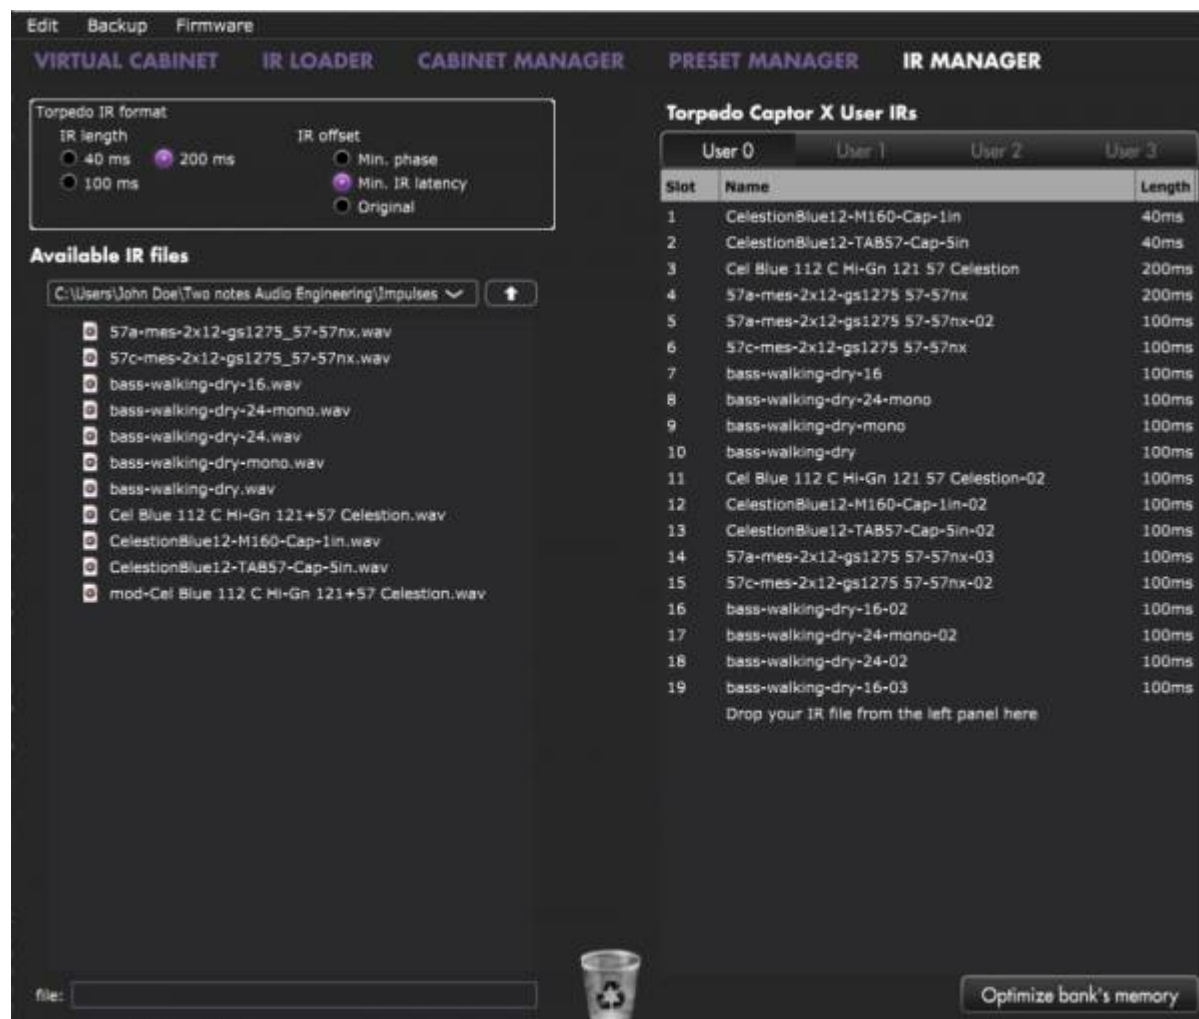 Edit Backup Firmware
VIRTUAL CABINET IR LOADER CABINET MANAGER PRESET MANAGER IR MANAGER
Torpedo IR format
IR length
40 ms 200 ms
100 ms
IR offset
Min. phase
Min. IR latency
Original
Available IR files
C:\Users\John Doe\Two notes Audio Engineering\Impulses
57a-mes-2x12-gs1275_57-57nx.wav
57c-mes-2x12-gs1275_57-57nx.wav
bass-walking-dry-16.wav
bass-walking-dry-24-mono.wav
bass-walking-dry-24.wav
bass-walking-dry-mono.wav
bass-walking-dry.wav
Cel Blue 112 C Hi-Gn 121+57 Celestion.wav
CelestionBlue12-M160-Cap-1in.wav
CelestionBlue12-TAB57-Cap-5in.wav
mod-Cel Blue 112 C Hi-Gn 121+57 Celestion.wav
file:
Torpedo Captor X User IRs
User 0 User 1 User 2 User 3
Slot Name Length
1 CelestionBlue12-M160-Cap-1in 40ms
2 CelestionBlue12-TAB57-Cap-5in 40ms
3 Cel Blue 112 C Hi-Gn 121 57 Celestion 200ms
4 57a-mes-2x12-gs1275 57-57nx 200ms
5 57a-mes-2x12-gs1275 57-57nx-02 100ms
6 57c-mes-2x12-gs1275 57-57nx 100ms
7 bass-walking-dry-16 100ms
8 bass-walking-dry-24-mono 100ms
9 bass-walking-dry-mono 100ms
10 bass-walking-dry 100ms
11 Cel Blue 112 C Hi-Gn 121 57 Celestion-02 100ms
12 CelestionBlue12-M160-Cap-1in-02 100ms
13 CelestionBlue12-TAB57-Cap-5in-02 100ms
14 57a-mes-2x12-gs1275 57-57nx-03 100ms
15 57c-mes-2x12-gs1275 57-57nx-02 100ms
16 bass-walking-dry-16-02 100ms
17 bass-walking-dry-24-mono-02 100ms
18 bass-walking-dry-24-02 100ms
19 bass-walking-dry-16-03 100ms
Drop your IR file from the left panel here
Optimize bank's memory